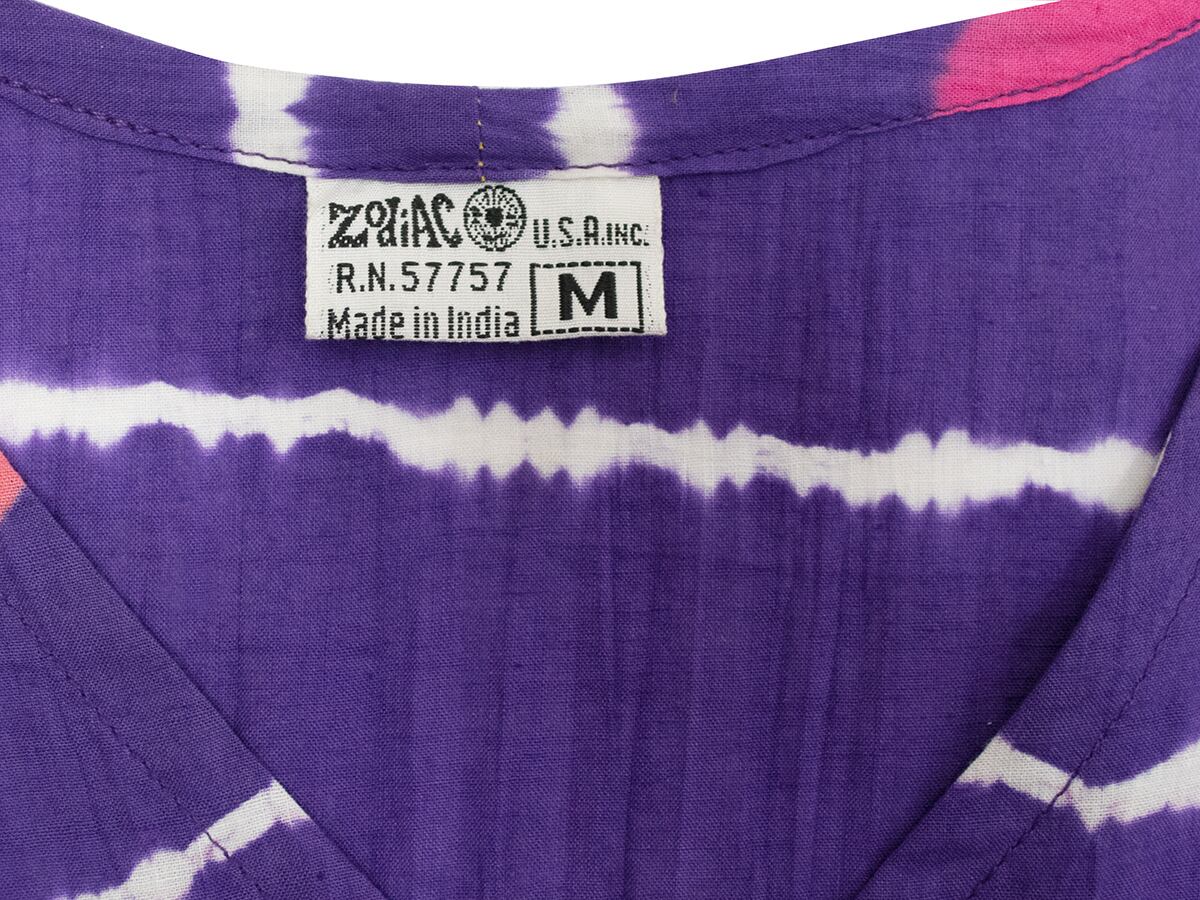 ZODiAC U.S.A.INC.
R.N.57757
M
Made in India